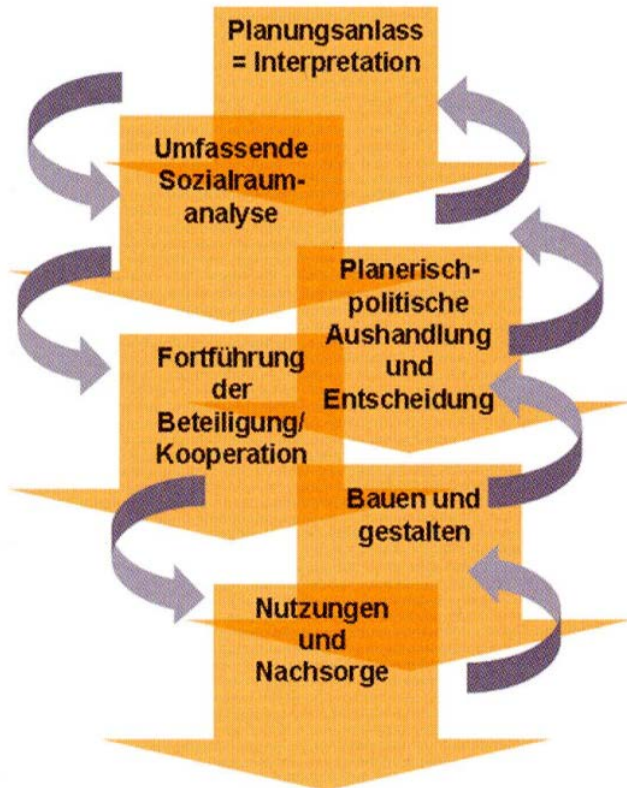 Planungsanlass
= Interpretation
Umfassende
Sozialraum-
analyse
Planerisch-
politische
Aushandlung
und
Entscheidung
Fortführung
der
Beteiligung/
Kooperation
Bauen und
gestalten
Nutzungen
und
Nachsorge